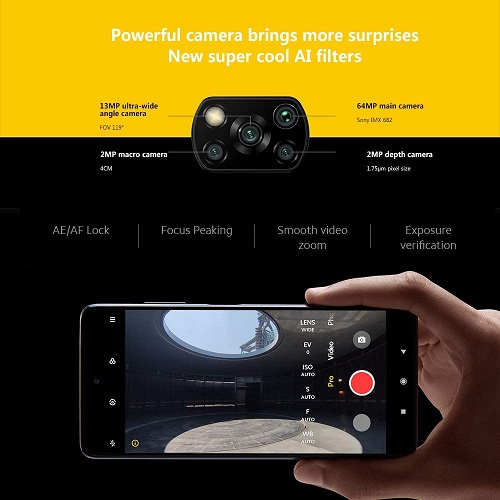 Powerful camera brings more surprises
New super cool AI filters
13MP ultra-wide
angle camera
FOV 119°
64MP main camera
Sony IMX 682
2MP macro camera
4CM
2MP depth camera
1.75μm pixel size
AE/AF Lock
Focus Peaking
Smooth video
zoom
Exposure
verification
LENS
WIDE
EV
0
ISO
AUTO
S
AUTO
F
AUTO
WB
AUTO
Pho
Video
Pro